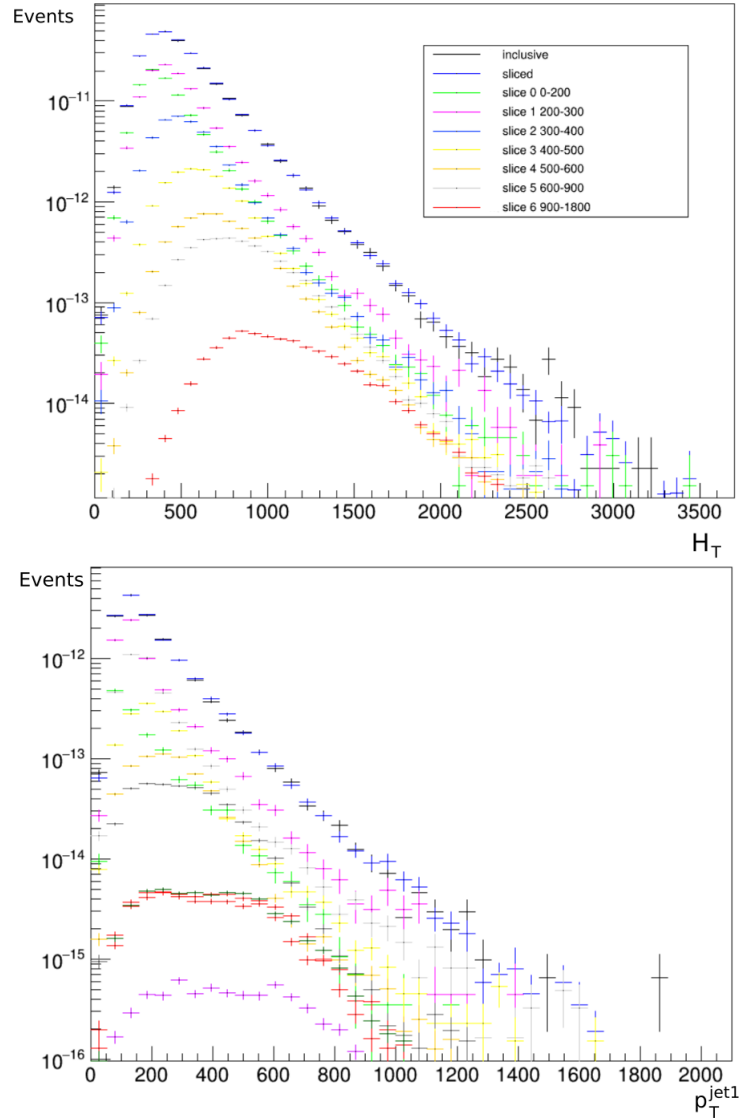 Events
10⁻¹¹
10⁻¹²
10⁻¹³
10⁻¹⁴
inclusive
sliced
slice 0 0-200
slice 1 200-300
slice 2 300-400
slice 3 400-500
slice 4 500-600
slice 5 600-900
slice 6 900-1800
0 500 1000 1500 2000 2500 3000 3500
H_T
Events
10⁻¹²
10⁻¹³
10⁻¹⁴
10⁻¹⁵
10⁻¹⁶
0 200 400 600 800 1000 1200 1400 1600 1800 2000
p_T^jet1